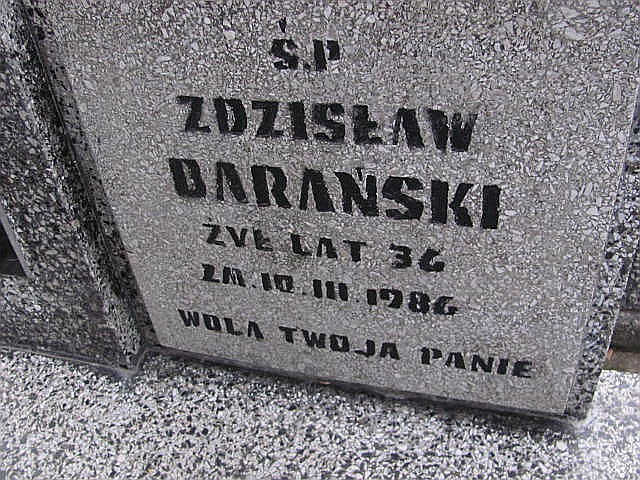 Ś.P
ZDZISŁAW
BARAŃSKI
ŻYŁ LAT 36
ZM.10.III.1986
WOLA TWOJA PANIE